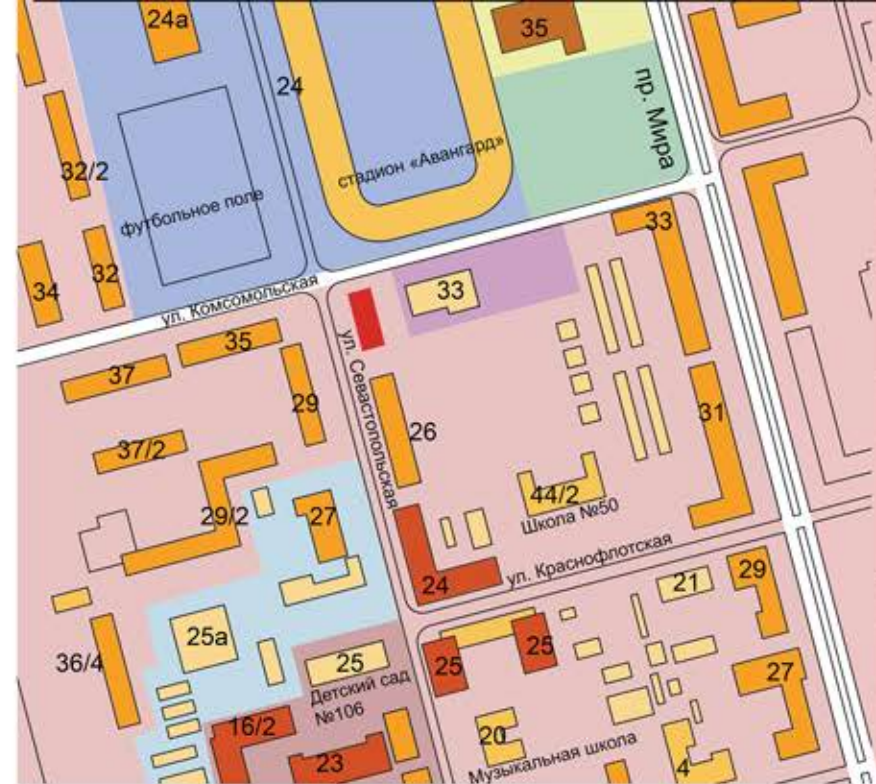 24а
35
24
пр. Мира
32/2
стадион «Авангард»
футбольное поле
33
34
32
33
ул. Комсомольская
35
37
ул. Севастопольская
29
31
26
37/2
44/2
Школа №50
29/2
27
ул. Краснофлотская
24
21
29
25а
25
25
36/4
25
27
Детский сад
№106
16/2
20
23
Музыкальная школа
4